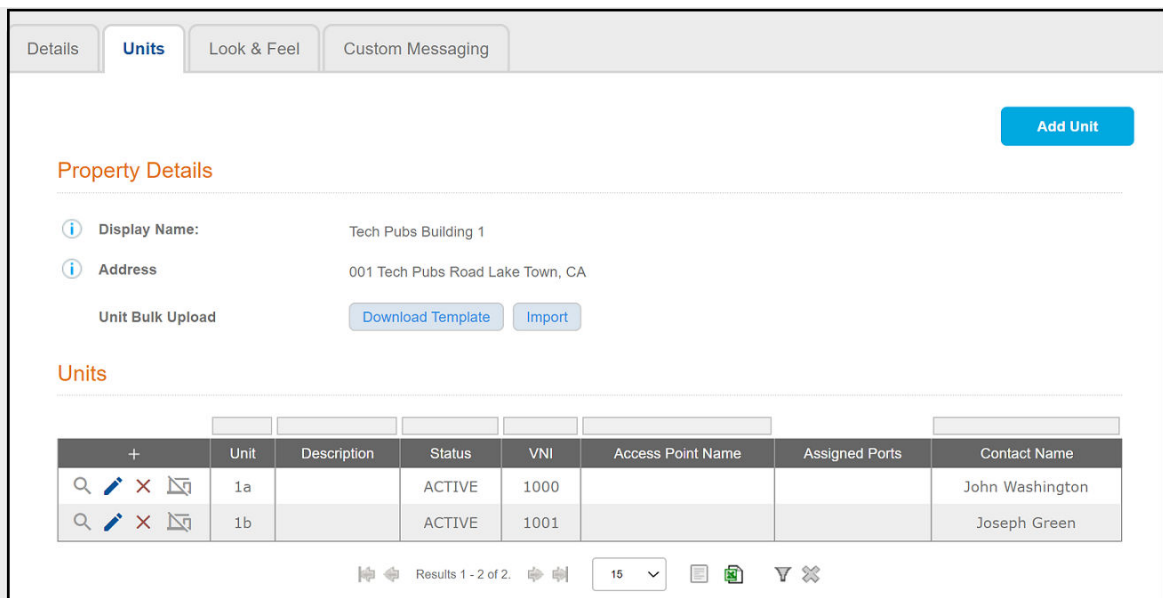 Details Units Look & Feel Custom Messaging
Add Unit
Property Details
Display Name: Tech Pubs Building 1
Address 001 Tech Pubs Road Lake Town, CA
Unit Bulk Upload Download Template Import
Units
+ Unit Description Status VNI Access Point Name Assigned Ports Contact Name
1a ACTIVE 1000 John Washington
1b ACTIVE 1001 Joseph Green
Results 1 - 2 of 2. 15